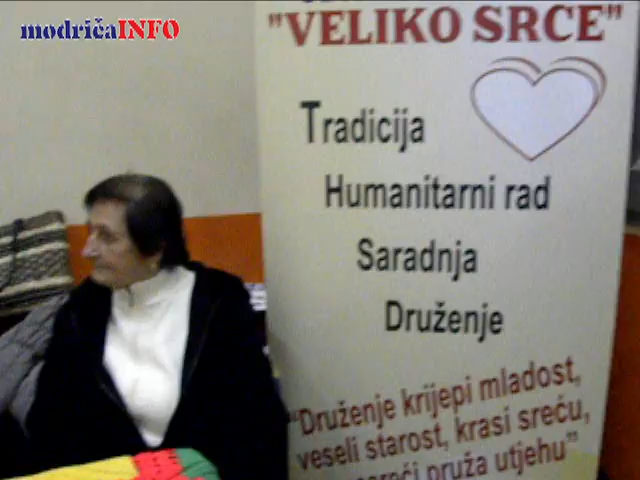 modričaINFO
"VELIKO SRCE"
Tradicija
Humanitarni rad
Saradnja
Druženje
"Druženje krijepi mladost,
veseli starost, krasi sreću,
pruža utjehu"